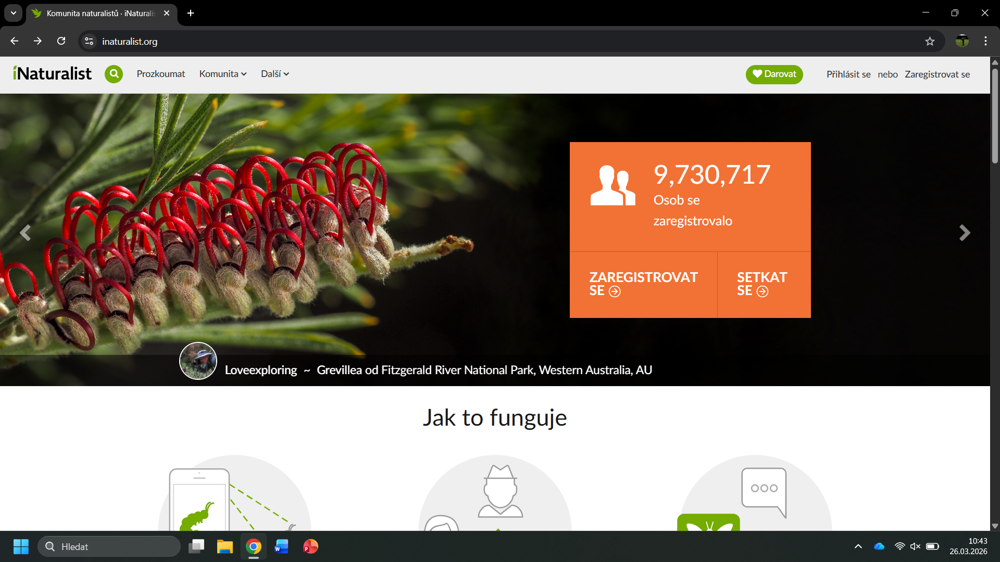 Komunita naturalistů · iNaturalis
inaturalist.org
iNaturalist
Prozkoumat
Komunita
Další
Darovat
Přihlásit se nebo Zaregistrovat se
9,730,717
Osob se
zaregistrovalo
ZAREGISTROVAT
SE
SETKAT
SE
Loveexploring ~ Grevillea od Fitzgerald River National Park, Western Australia, AU
Jak to funguje
Hledat
10:43
26.03.2026